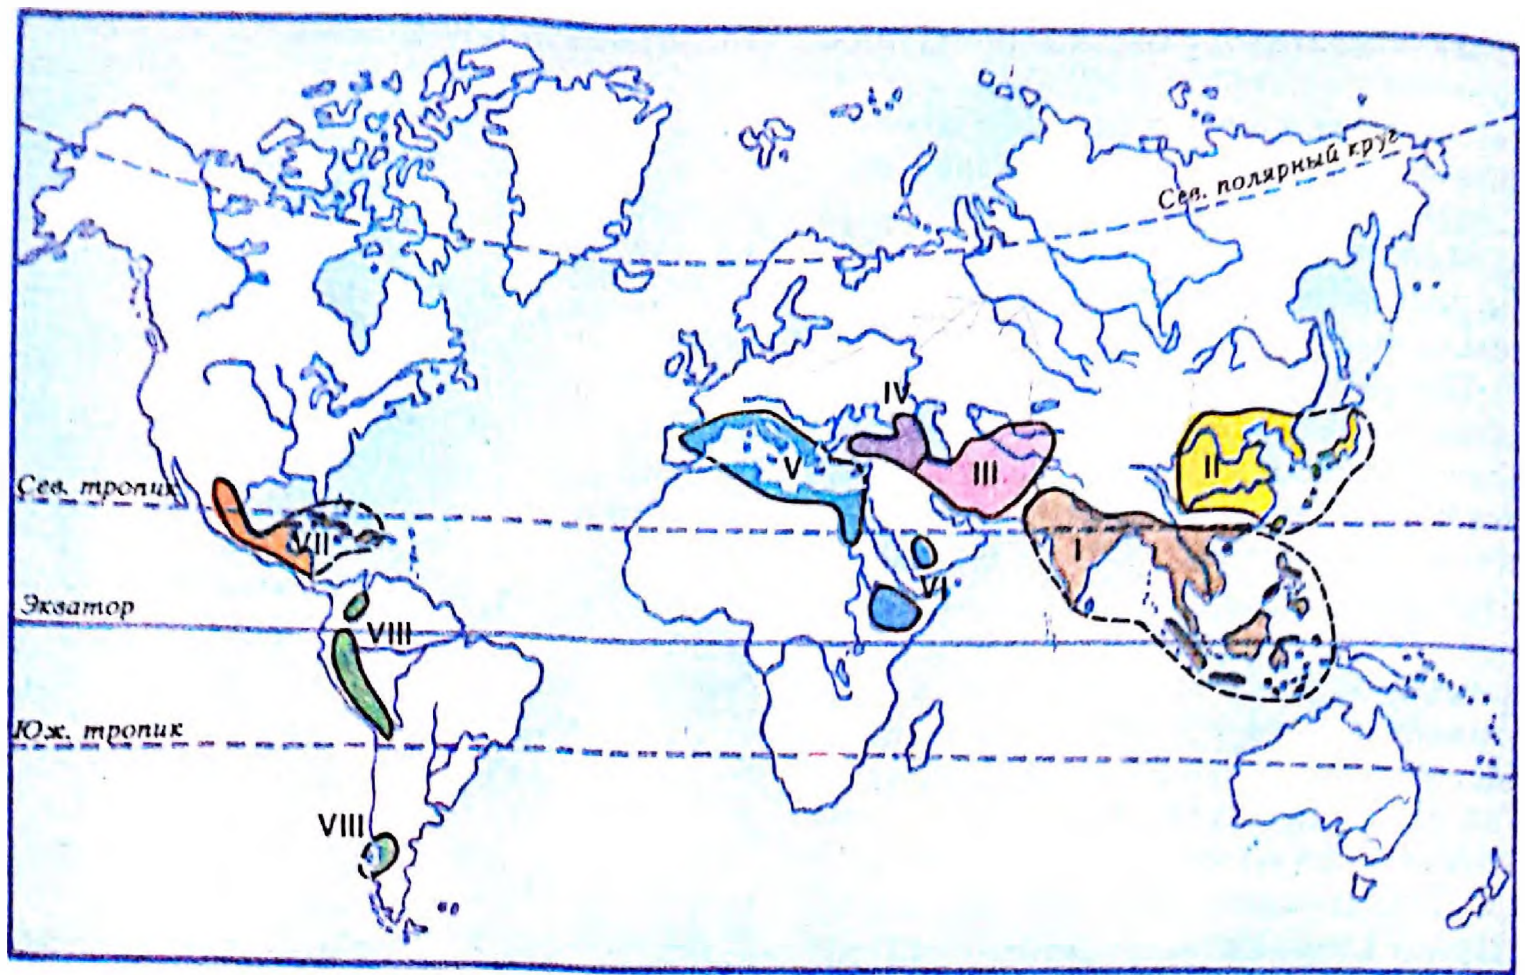 Сев. полярный круг
IV
Сев. тропик
V
III
II
VII
I
VI
Экватор
VIII
Юж. тропик
VIII